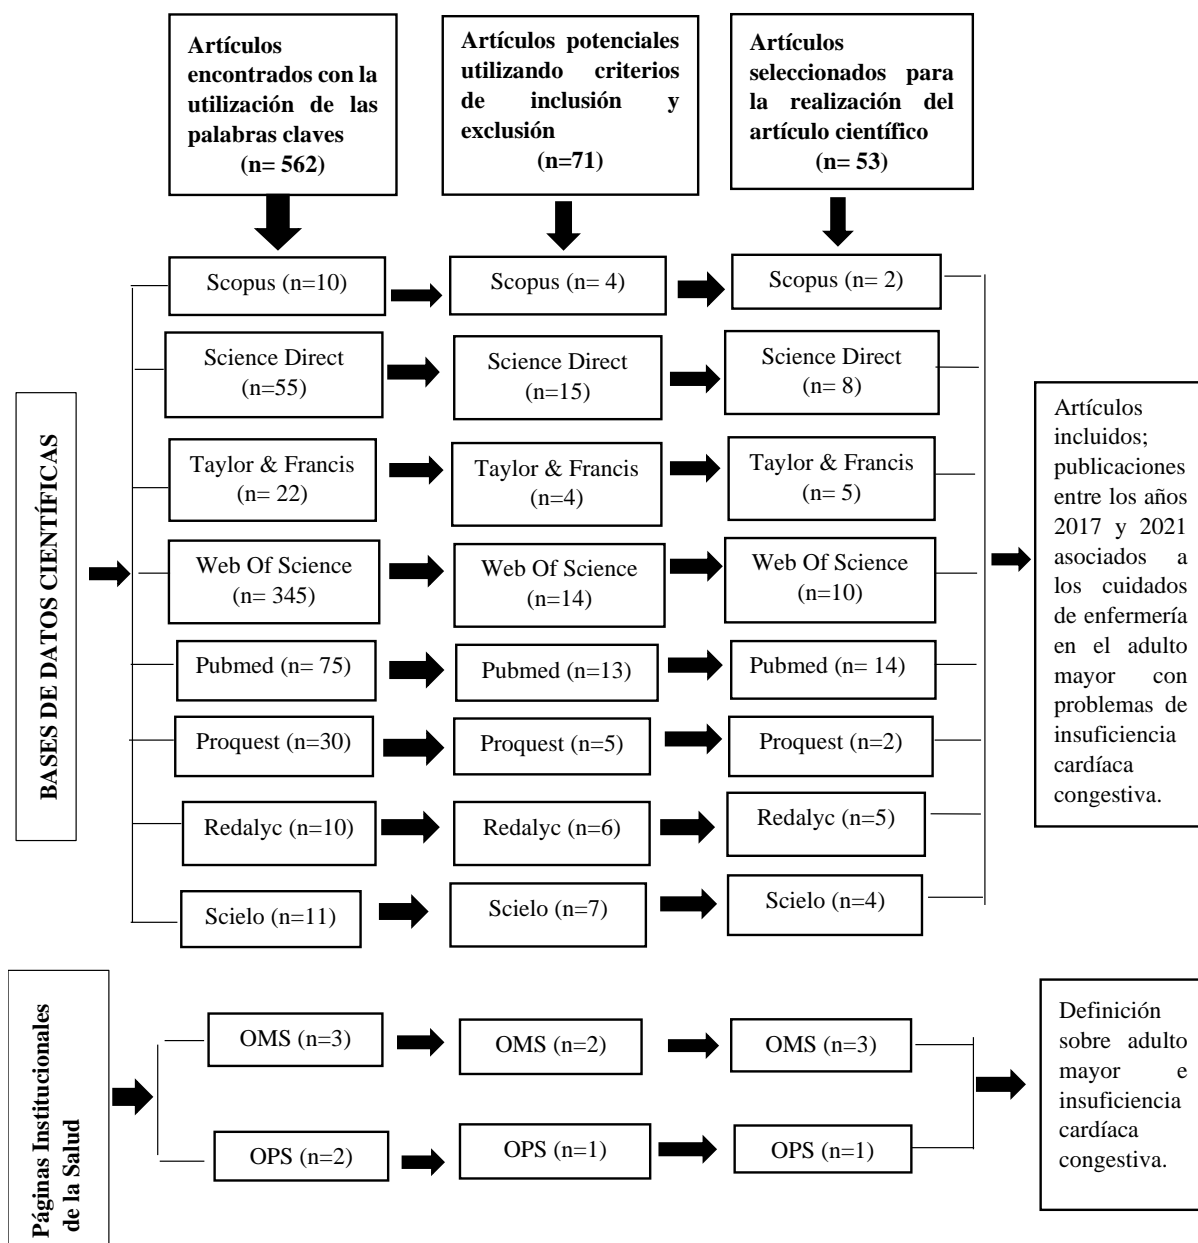 Artículos
encontrados con la
utilización de las
palabras claves
(n= 562)
Artículos potenciales
utilizando criterios
de inclusión y
exclusión
(n=71)
Artículos
seleccionados para
la realización del
artículo científico
(n= 53)
BASES DE DATOS CIENTÍFICAS
Scopus (n=10)
Scopus (n= 4)
Scopus (n= 2)
Science Direct
(n=55)
Science Direct
(n=15)
Science Direct
(n= 8)
Taylor & Francis
(n= 22)
Taylor & Francis
(n=4)
Taylor & Francis
(n= 5)
Web Of Science
(n= 345)
Web Of Science
(n=14)
Web Of Science
(n=10)
Pubmed (n= 75)
Pubmed (n=13)
Pubmed (n= 14)
Proquest (n=30)
Proquest (n=5)
Proquest (n=2)
Redalyc (n=10)
Redalyc (n=6)
Redalyc (n=5)
Scielo (n=11)
Scielo (n=7)
Scielo (n=4)
Artículos
incluidos;
publicaciones
entre los años
2017 y 2021
asociados a
los cuidados
de enfermería
en el adulto
mayor con
problemas de
insuficiencia
cardíaca
congestiva.
Páginas Institucionales
de la Salud
OMS (n=3)
OMS (n=2)
OMS (n=3)
OPS (n=2)
OPS (n=1)
OPS (n=1)
Definición
sobre adulto
mayor e
insuficiencia
cardíaca
congestiva.